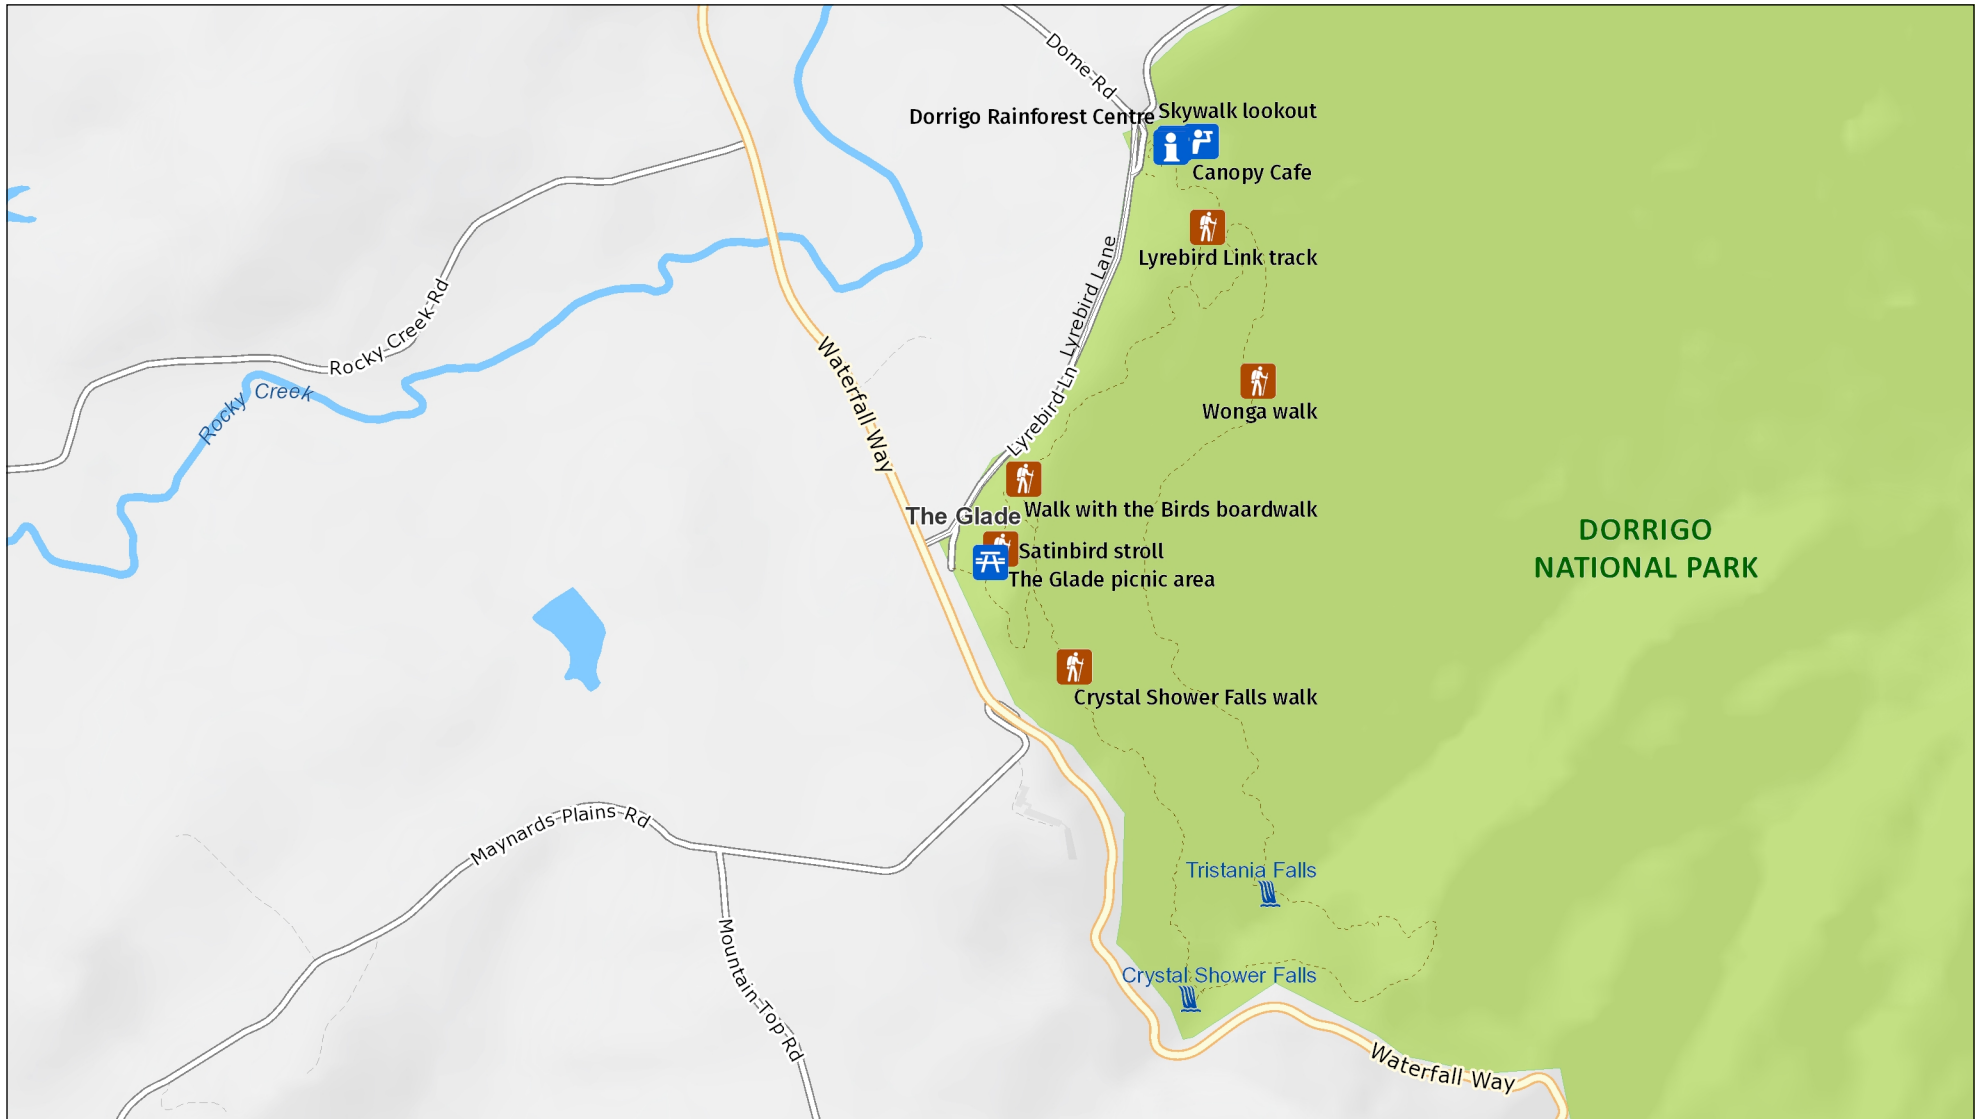 Dome Rd
Dorrigo Rainforest Centre
Skywalk lookout
Canopy Cafe
Lyrebird Link track
Lyrebird Lane
Rocky Creek Rd
Rocky Creek
Waterfall Way
Lyrebird Ln
Wonga walk
Walk with the Birds boardwalk
The Glade
Satinbird stroll
The Glade picnic area
DORRIGO
NATIONAL PARK
Crystal Shower Falls walk
Maynards Plains Rd
Tristania Falls
Mountain Top Rd
Crystal Shower Falls
Waterfall Way